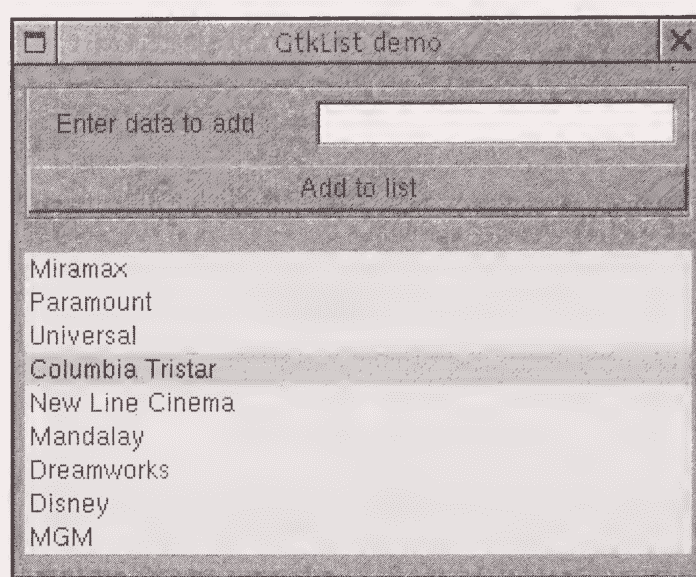 GtkList demo
Enter data to add
Add to list
Miramax
Paramount
Universal
Columbia Tristar
New Line Cinema
Mandalay
Dreamworks
Disney
MGM